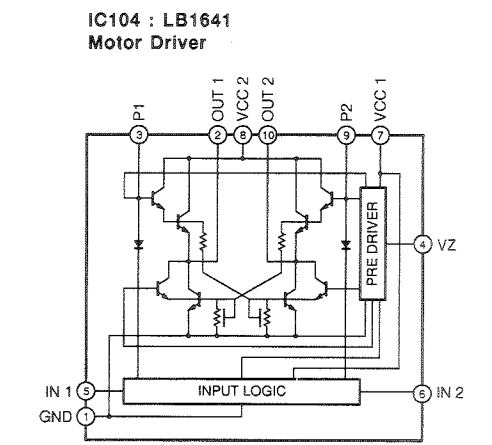 IC104 : LB1641
Motor Driver
P1
OUT 1
VCC 2
OUT 2
P2
VCC 1
3
2
8
10
9
7
PRE DRIVER
4
VZ
IN 1
5
INPUT LOGIC
6
IN 2
GND
1